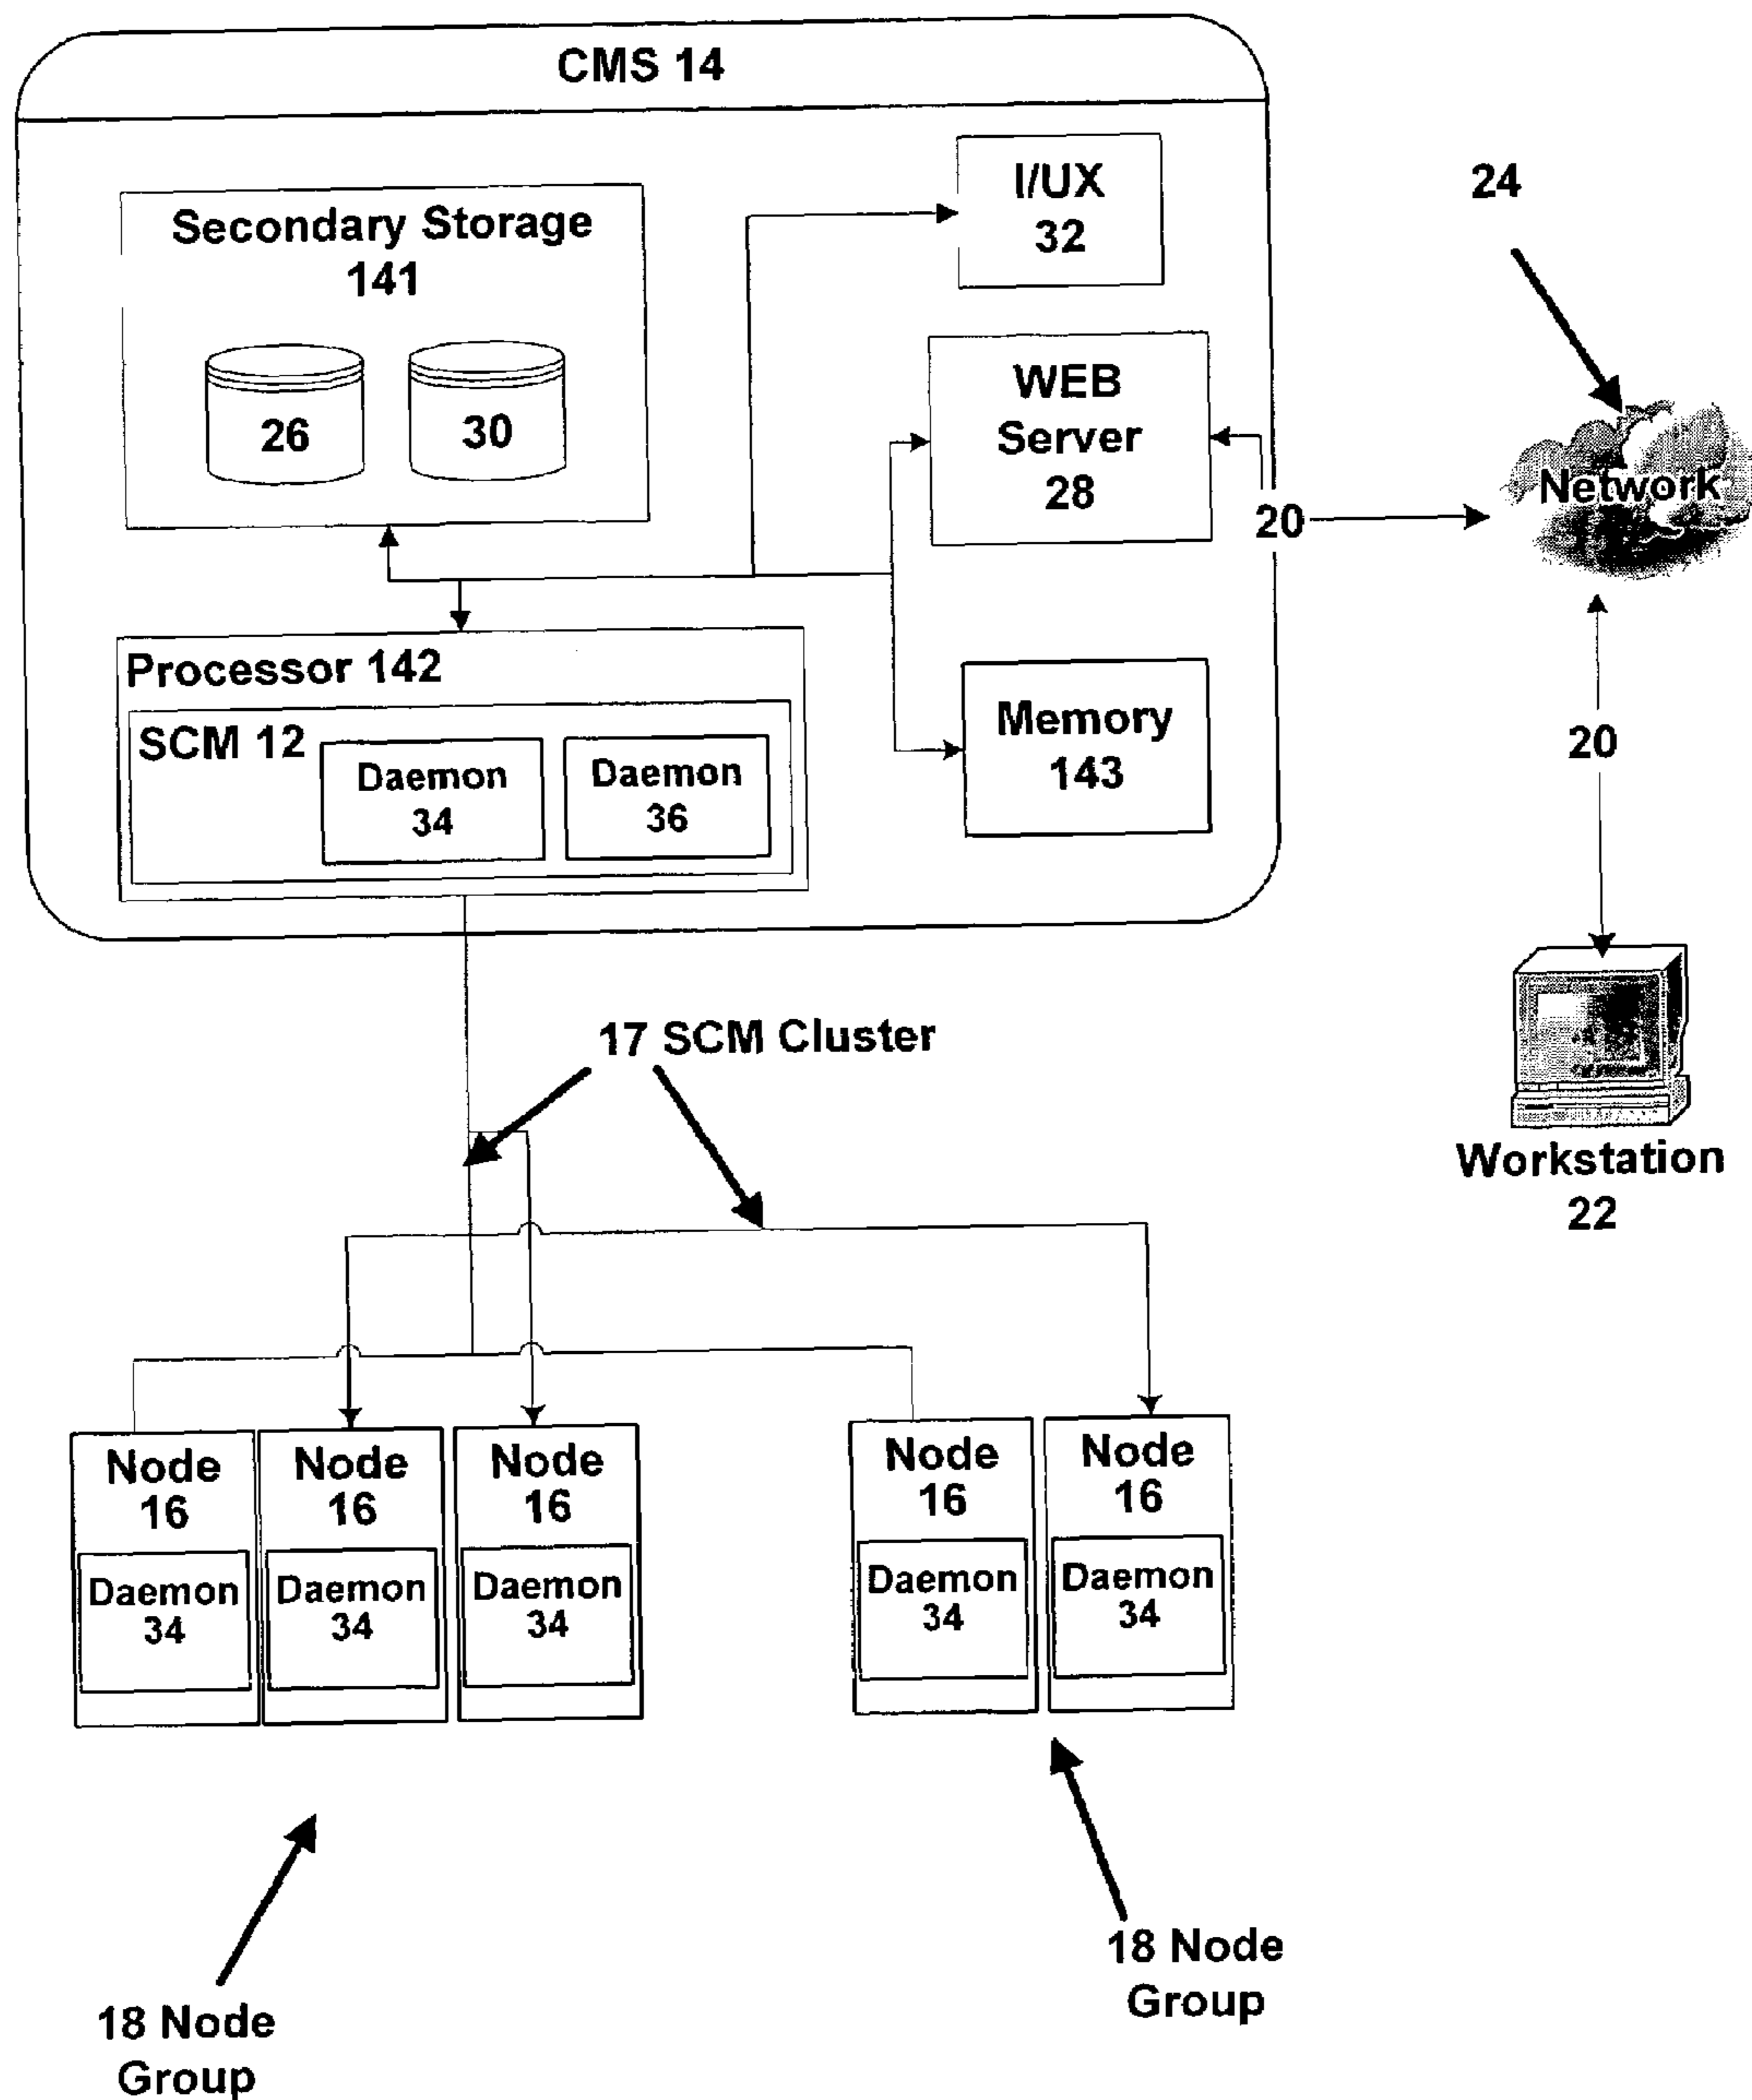 CMS 14
I/UX
32
24
Secondary Storage
141
26
30
WEB
Server
28
20
Network
Processor 142
SCM 12
Daemon
34
Daemon
36
Memory
143
20
17 SCM Cluster
Workstation
22
Node
16
Daemon
34
Node
16
Daemon
34
Node
16
Daemon
34
Node
16
Daemon
34
Node
16
Daemon
34
18 Node
Group
18 Node
Group